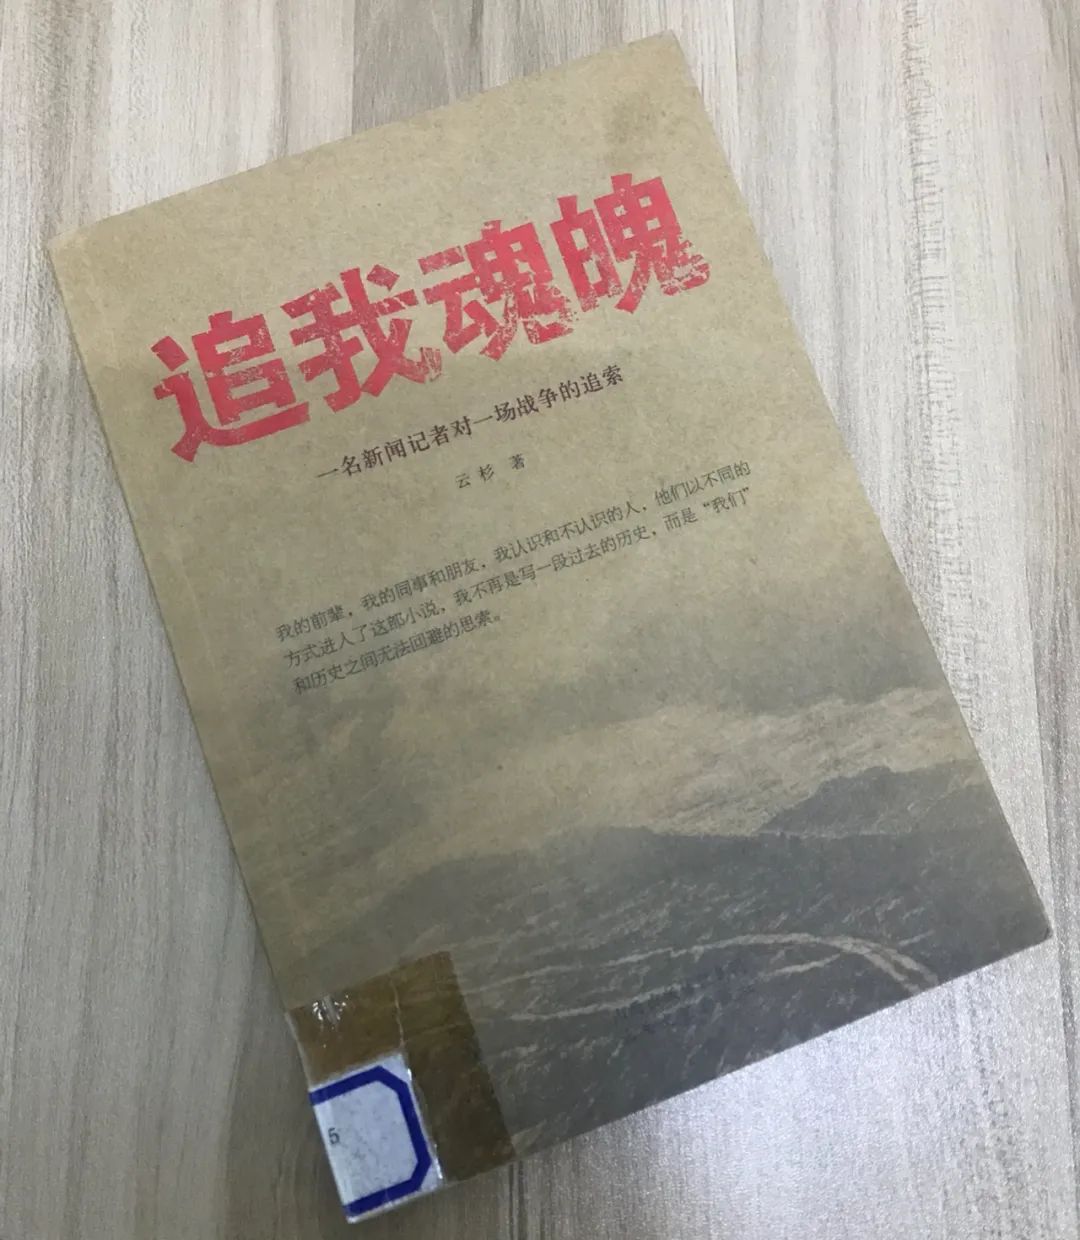 追我魂魄
一名新闻记者对一场战争的追索
云杉 著
我的前辈，我的同事和朋友，我认识和不认识的人，他们以不同的
方式进入了这部小说，我不再是写一段过去的历史，而是“我们”
和历史之间无法回避的思索。
5